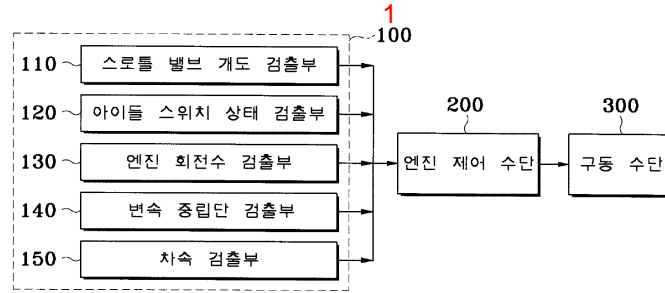 1
100
110 스로틀 밸브 개도 검출부
120 아이들 스위치 상태 검출부
200 300
130 엔진 회전수 검출부 엔진 제어 수단 구동 수단
140 변속 중립단 검출부
150 차속 검출부